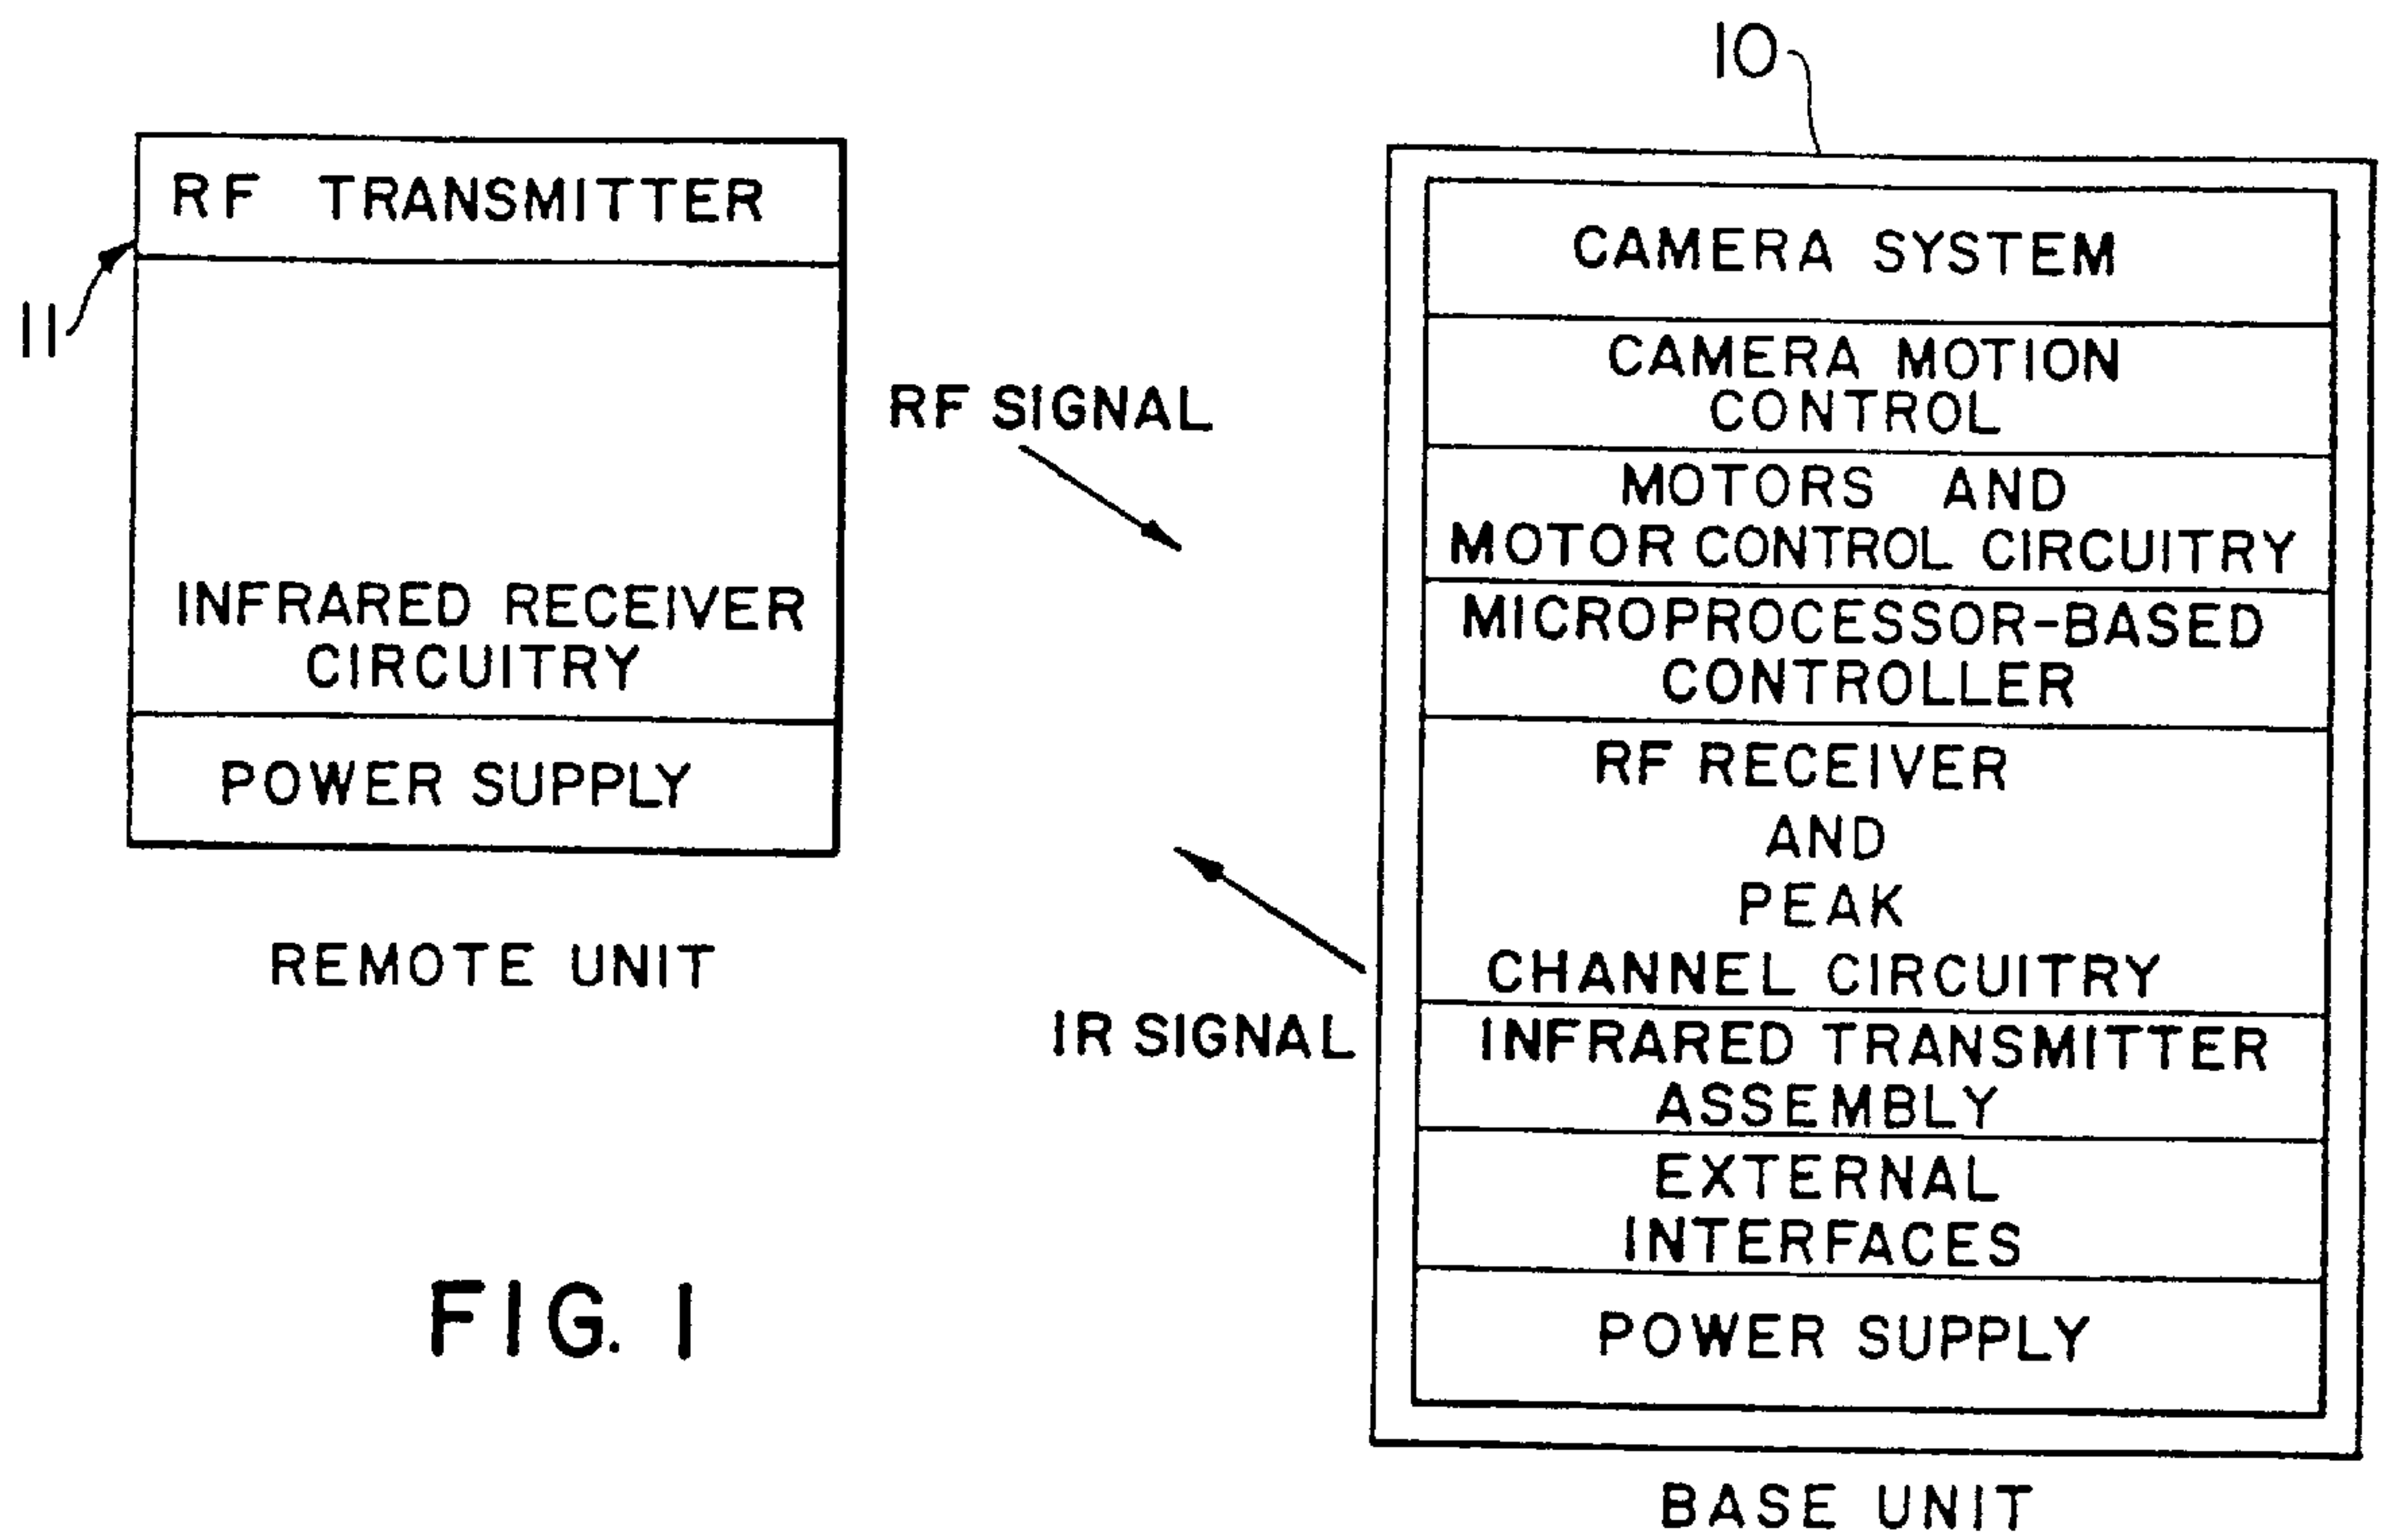 10
RF TRANSMITTER
11
INFRARED RECEIVER
CIRCUITRY
POWER SUPPLY
REMOTE UNIT
RF SIGNAL
IR SIGNAL
CAMERA SYSTEM
CAMERA MOTION
CONTROL
MOTORS AND
MOTOR CONTROL CIRCUITRY
MICROPROCESSOR-BASED
CONTROLLER
RF RECEIVER
AND
PEAK
CHANNEL CIRCUITRY
INFRARED TRANSMITTER
ASSEMBLY
EXTERNAL
INTERFACES
POWER SUPPLY
BASE UNIT
FIG. 1